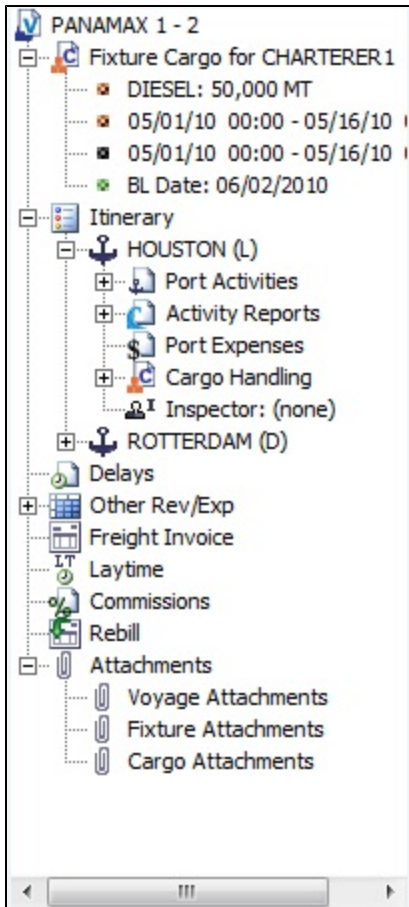 PANAMAX 1 - 2
Fixture Cargo for CHARTERER1
DIESEL: 50,000 MT
05/01/10 00:00 - 05/16/10
05/01/10 00:00 - 05/16/10
BL Date: 06/02/2010
Itinerary
HOUSTON (L)
Port Activities
Activity Reports
Port Expenses
Cargo Handling
Inspector: (none)
ROTTERDAM (D)
Delays
Other Rev/Exp
Freight Invoice
LT Laytime
Commissions
Rebill
Attachments
Voyage Attachments
Fixture Attachments
Cargo Attachments